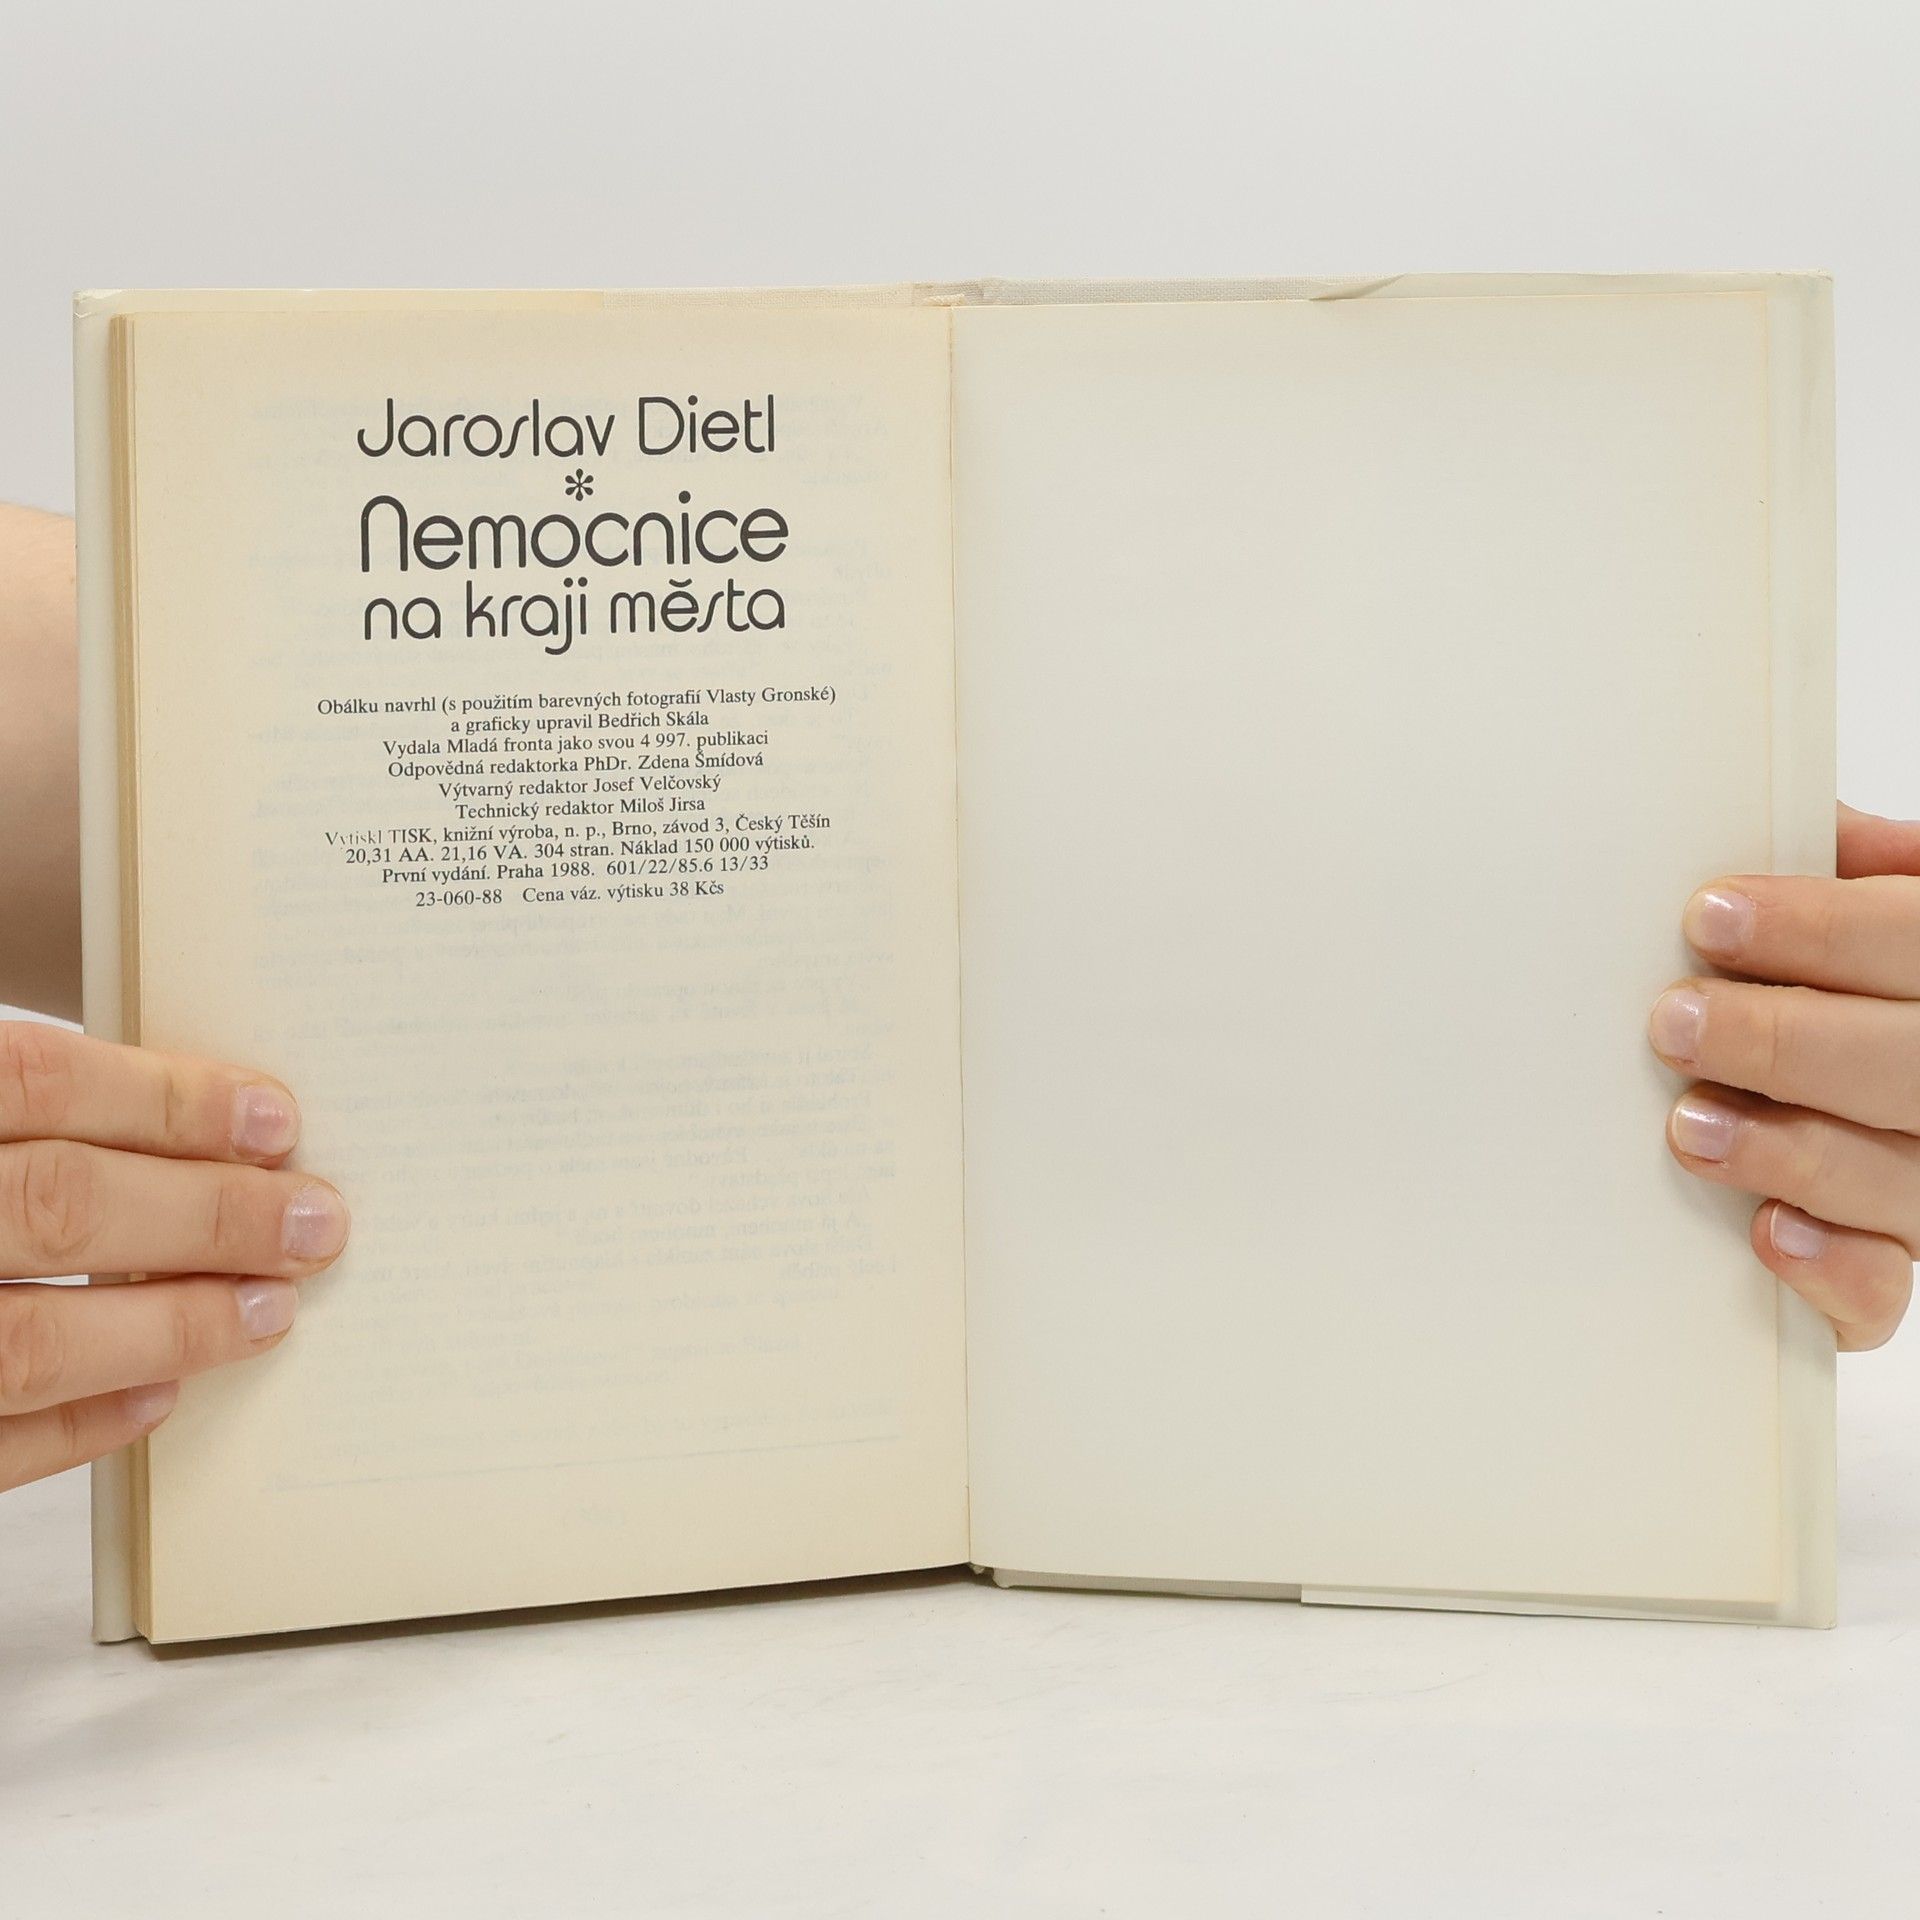 Jaroslav Dietl
*
Nemocnice
na kraji města
Obálku navrhl (s použitím barevných fotografií Vlasty Gronské)
a graficky upravil Bedřich Skála
Vydala Mladá fronta jako svou 4 997. publikaci
Odpovědná redaktorka PhDr. Zdena Šmídová
Výtvarný redaktor Josef Velčovský
Technický redaktor Miloš Jirsa
Vytiskl TISK, knižní výroba, n. p., Brno, závod 3, Český Těšín
20,31 AA. 21,16 VA. 304 stran. Náklad 150 000 výtisků.
První vydání. Praha 1988. 601/22/85.6 13/33
23-060-88 Cena váz. výtisku 38 Kčs